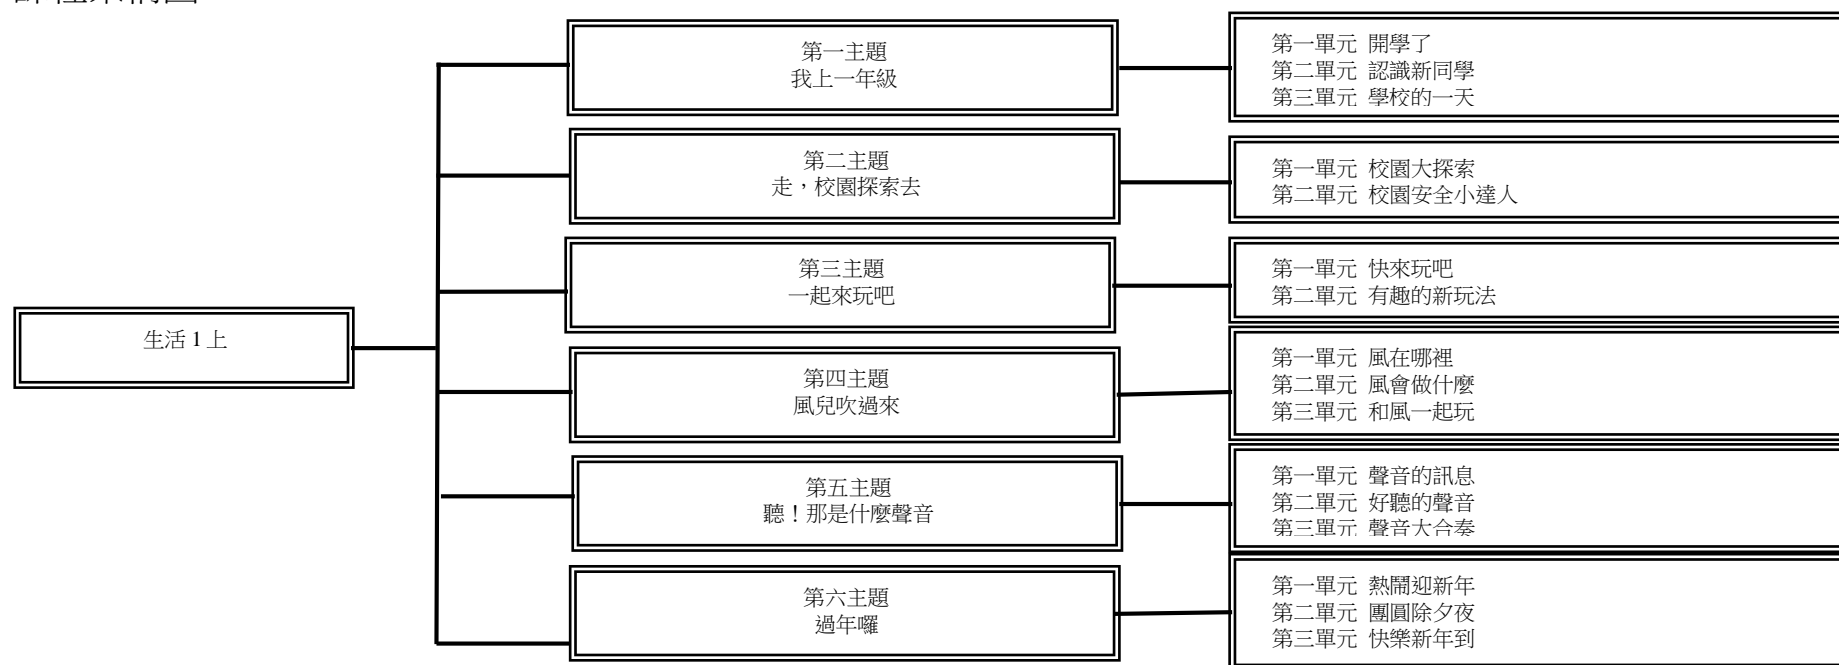 生活 1 上
第一主題
我上一年級
第一單元 開學了
第二單元 認識新同學
第三單元 學校的一天
第二主題
走，校園探索去
第一單元 校園大探索
第二單元 校園安全小達人
第三主題
一起來玩吧
第一單元 快來玩吧
第二單元 有趣的新玩法
第四主題
風兒吹過來
第一單元 風在哪裡
第二單元 風會做什麼
第三單元 和風一起玩
第五主題
聽！那是什麼聲音
第一單元 聲音的訊息
第二單元 好聽的聲音
第三單元 聲音大合奏
第六主題
過年囉
第一單元 熱鬧迎新年
第二單元 團圓除夕夜
第三單元 快樂新年到